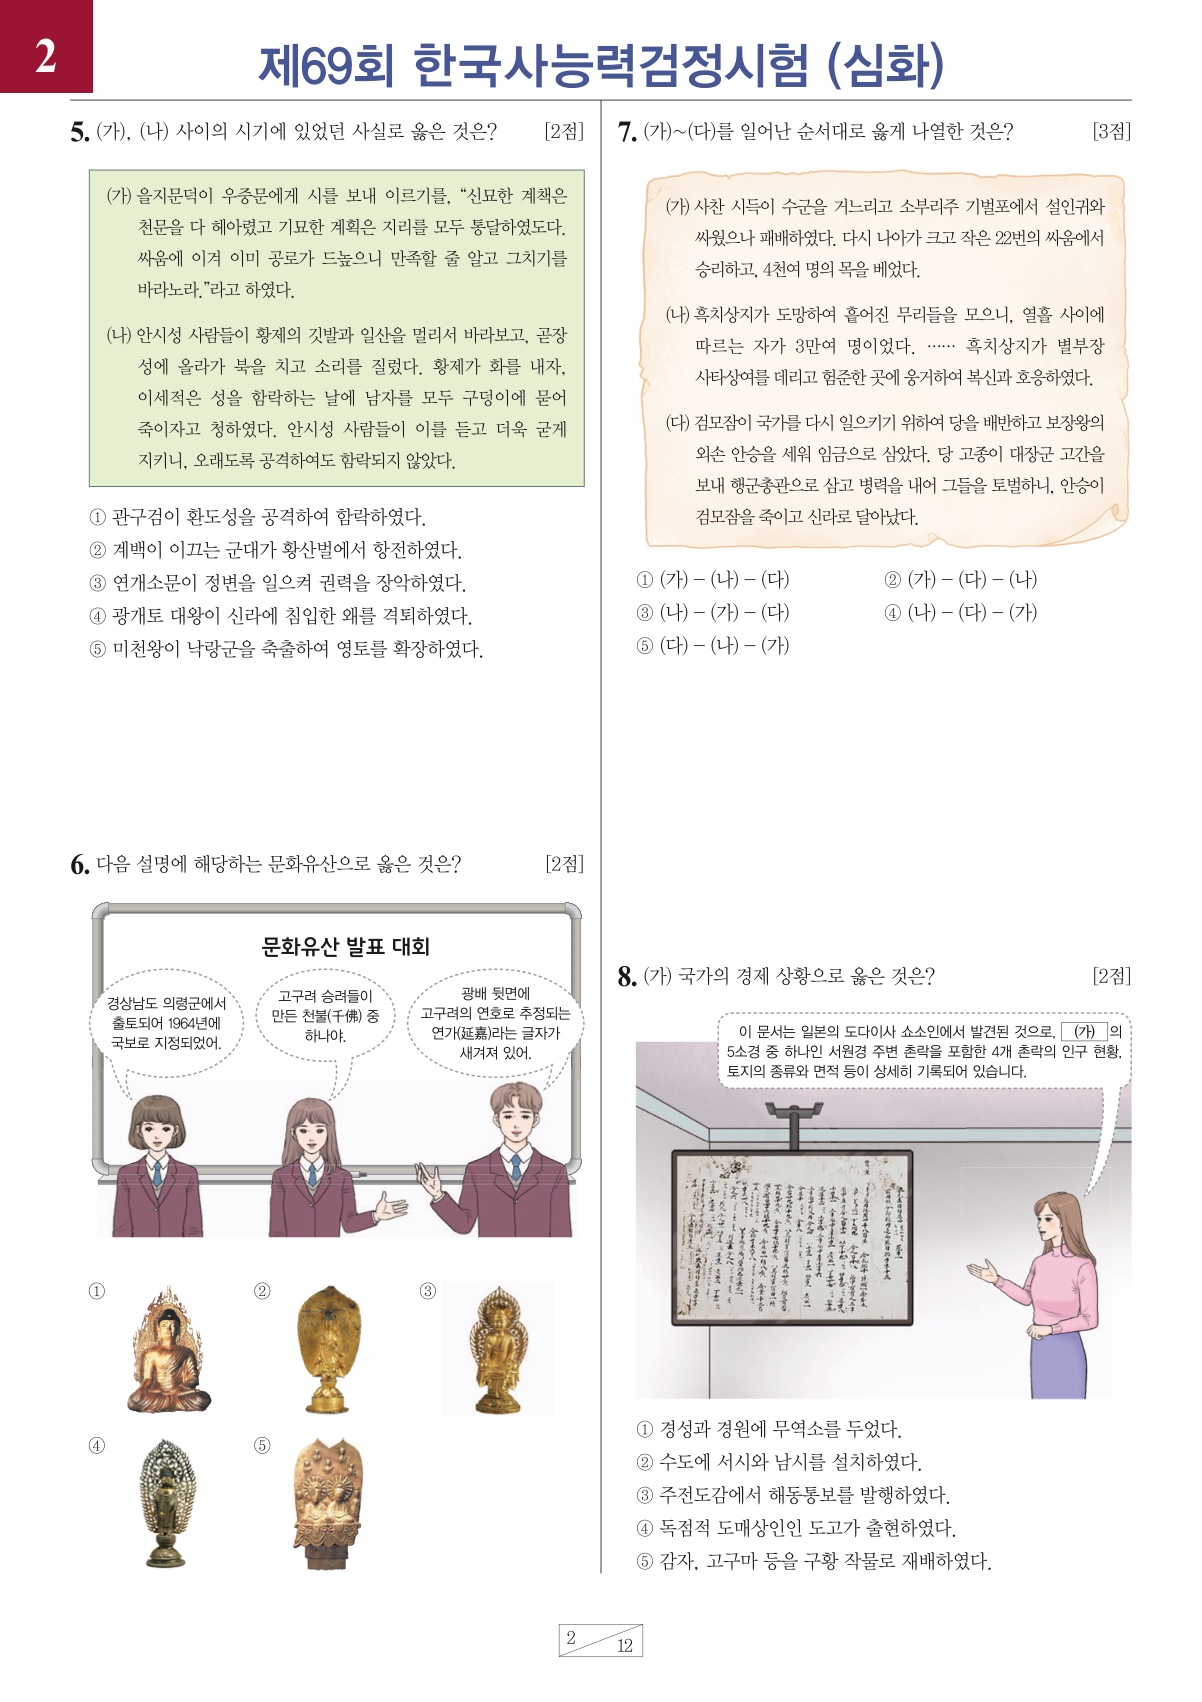 2
제69회 한국사능력검정시험 (심화)
5. (가), (나) 사이의 시기에 있었던 사실로 옳은 것은? [2점]
(가) 을지문덕이 우중문에게 시를 보내 이르기를, “신묘한 계책은
천문을 다 헤아렸고 기묘한 계획은 지리를 모두 통달하였도다.
싸움에 이겨 이미 공로가 드높으니 만족할 줄 알고 그치기를
바라노라.”라고 하였다.
(나) 안시성 사람들이 황제의 깃발과 일산을 멀리서 바라보고, 곧장
성에 올라가 북을 치고 소리를 질렀다. 황제가 화를 내자,
이세적은 성을 함락하는 날에 남자를 모두 구덩이에 묻어
죽이자고 청하였다. 안시성 사람들이 이를 듣고 더욱 굳게
지키니, 오래도록 공격하여도 함락되지 않았다.
① 관구검이 환도성을 공격하여 함락하였다.
② 계백이 이끄는 군대가 황산벌에서 항전하였다.
③ 연개소문이 정변을 일으켜 권력을 장악하였다.
④ 광개토 대왕이 신라에 침입한 왜를 격퇴하였다.
⑤ 미천왕이 낙랑군을 축출하여 영토를 확장하였다.
6. 다음 설명에 해당하는 문화유산으로 옳은 것은? [2점]
문화유산 발표 대회
경상남도 의령군에서
출토되어 1964년에
국보로 지정되었어.
고구려 승려들이
만든 천불(千佛) 중
하나야.
광배 뒷면에
고구려의 연호로 추정되는
연가(延嘉)라는 글자가
새겨져 있어.
① ② ③
④ ⑤
7. (가)~(다)를 일어난 순서대로 옳게 나열한 것은? [3점]
(가) 사찬 시득이 수군을 거느리고 소부리주 기벌포에서 설인귀와
싸웠으나 패배하였다. 다시 나아가 크고 작은 22번의 싸움에서
승리하고, 4천여 명의 목을 베었다.
(나) 흑치상지가 도망하여 흩어진 무리들을 모으니, 열흘 사이에
따르는 자가 3만여 명이었다. …… 흑치상지가 별부장
사타상여를 데리고 험준한 곳에 웅거하여 복신과 호응하였다.
(다) 검모잠이 국가를 다시 일으키기 위하여 당을 배반하고 보장왕의
외손 안승을 세워 임금으로 삼았다. 당 고종이 대장군 고간을
보내 행군총관으로 삼고 병력을 내어 그들을 토벌하니, 안승이
검모잠을 죽이고 신라로 달아났다.
① (가) – (나) – (다) ② (가) – (다) – (나)
③ (나) – (가) – (다) ④ (나) – (다) – (가)
⑤ (다) – (나) – (가)
8. (가) 국가의 경제 상황으로 옳은 것은? [2점]
이 문서는 일본의 도다이사 쇼소인에서 발견된 것으로, (가) 의
5소경 중 하나인 서원경 주변 촌락을 포함한 4개 촌락의 인구 현황,
토지의 종류와 면적 등이 상세히 기록되어 있습니다.
① 경성과 경원에 무역소를 두었다.
② 수도에 서시와 남시를 설치하였다.
③ 주전도감에서 해동통보를 발행하였다.
④ 독점적 도매상인인 도고가 출현하였다.
⑤ 감자, 고구마 등을 구황 작물로 재배하였다.
2
12